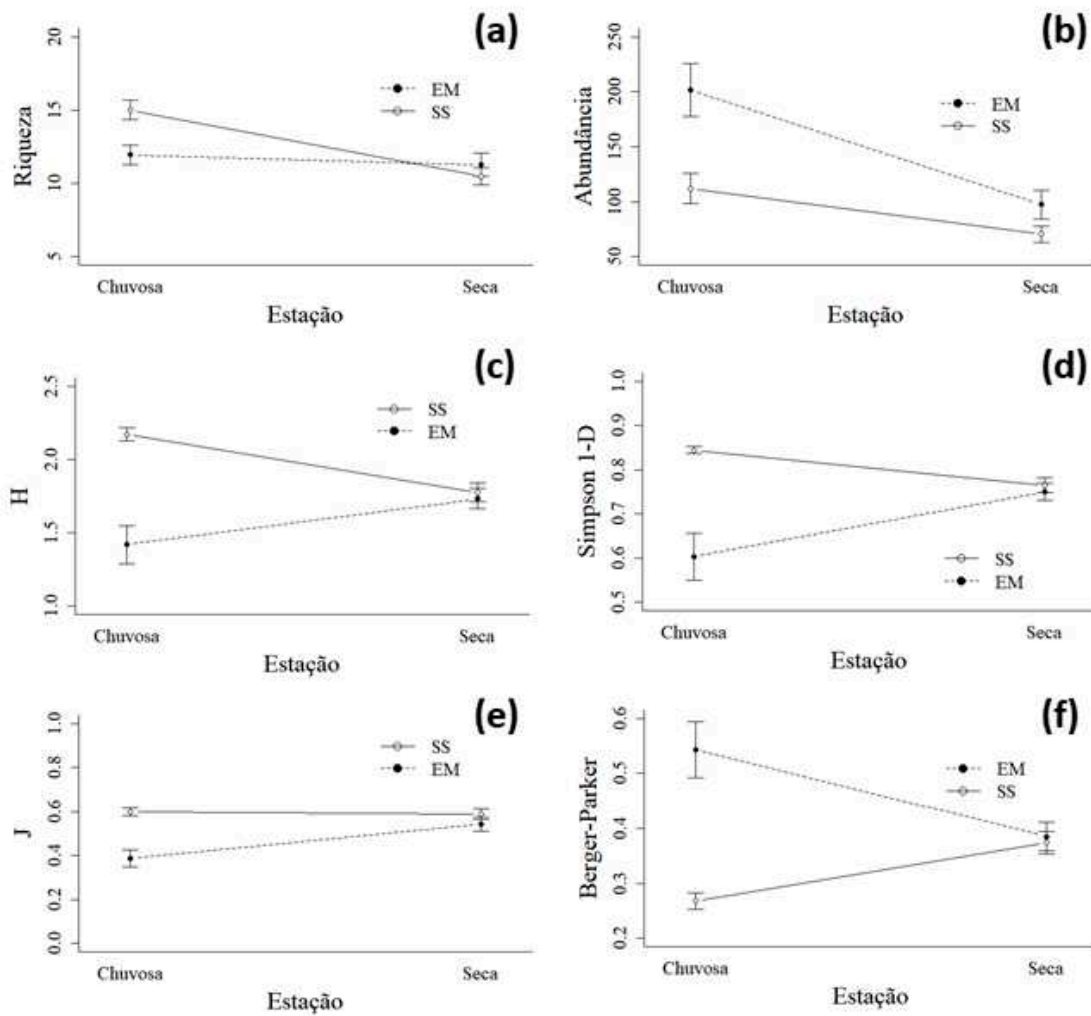 (a)
Riqueza
20
15
10
5
EM
SS
Chuvosa
Seca
Estação
(b)
Abundância
250
200
150
100
50
EM
SS
Chuvosa
Seca
Estação
(c)
H
2.5
2.0
1.5
1.0
SS
EM
Chuvosa
Seca
Estação
(d)
Simpson 1-D
1.0
0.9
0.8
0.7
0.6
0.5
SS
EM
Chuvosa
Seca
Estação
(e)
J
1.0
0.8
0.6
0.4
0.2
0.0
SS
EM
Chuvosa
Seca
Estação
(f)
Berger-Parker
0.6
0.5
0.4
0.3
0.2
EM
SS
Chuvosa
Seca
Estação